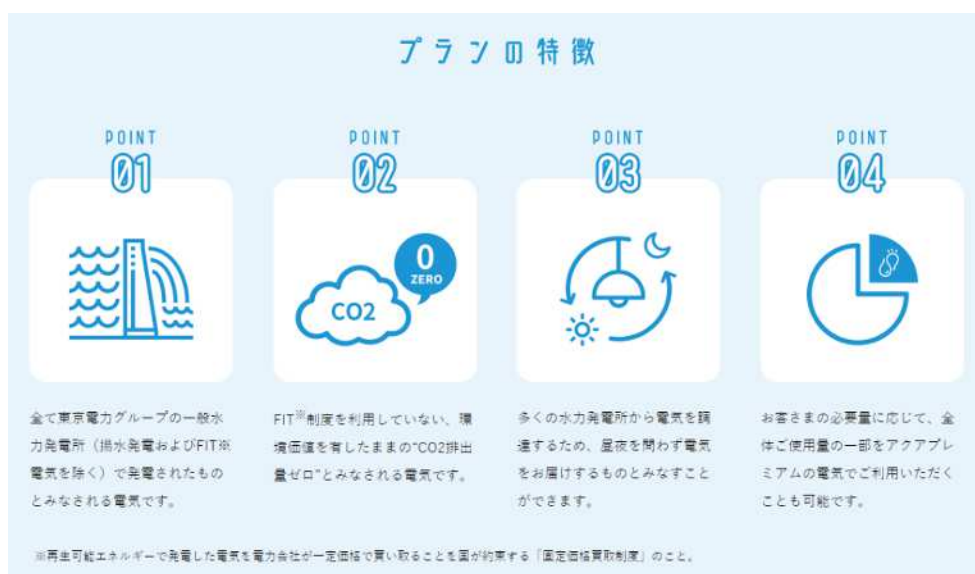 プランの特徴
POINT
01
全て東京電力グループの一般水
力発電所（揚水発電およびFIT※
電気を除く）で発電されたもの
とみなされる電気です。
POINT
02
0
ZERO
CO2
FIT※制度を利用していない、環
境価値を有したままの“CO2排出
量ゼロ”とみなされる電気です。
POINT
03
多くの水力発電所から電気を調
達するため、昼夜を問わず電気
をお届けするものとみなすこと
ができます。
POINT
04
お客さまの必要量に応じて、全
体ご使用量の一部をアクアプレ
ミアムの電気でご利用いただく
ことも可能です。
※再生可能エネルギーで発電した電気を電力会社が一定価格で買い取ることを国が約束する「固定価格買取制度」のこと。